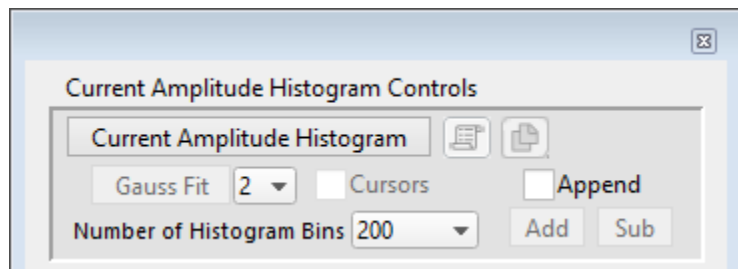 Current Amplitude Histogram Controls
Current Amplitude Histogram
Gauss Fit 2 Cursors Append
Number of Histogram Bins 200 Add Sub